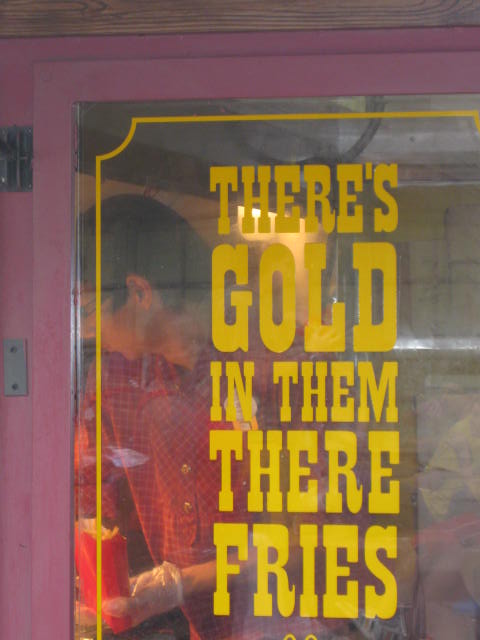 THERE'S
GOLD
IN THEM
THERE
FRIES